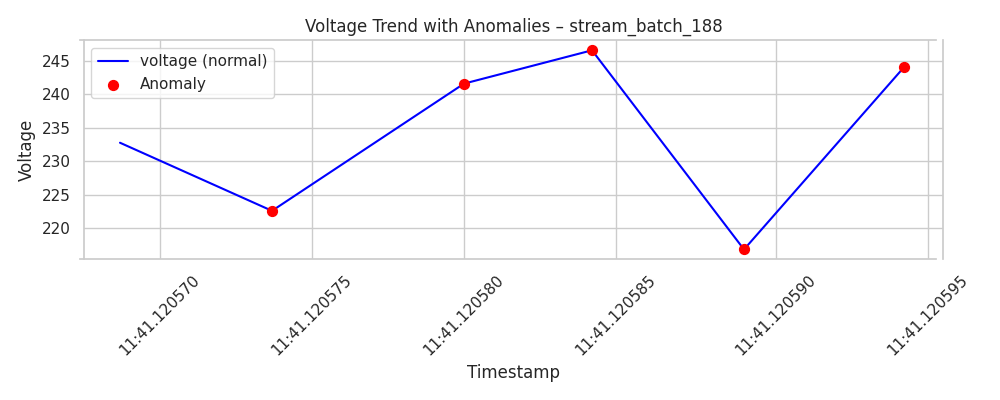 Voltage Trend with Anomalies – stream_batch_188
voltage (normal)
Anomaly
Voltage
245
240
235
230
225
220
11:41.120570
11:41.120575
11:41.120580
11:41.120585
11:41.120590
11:41.120595
Timestamp